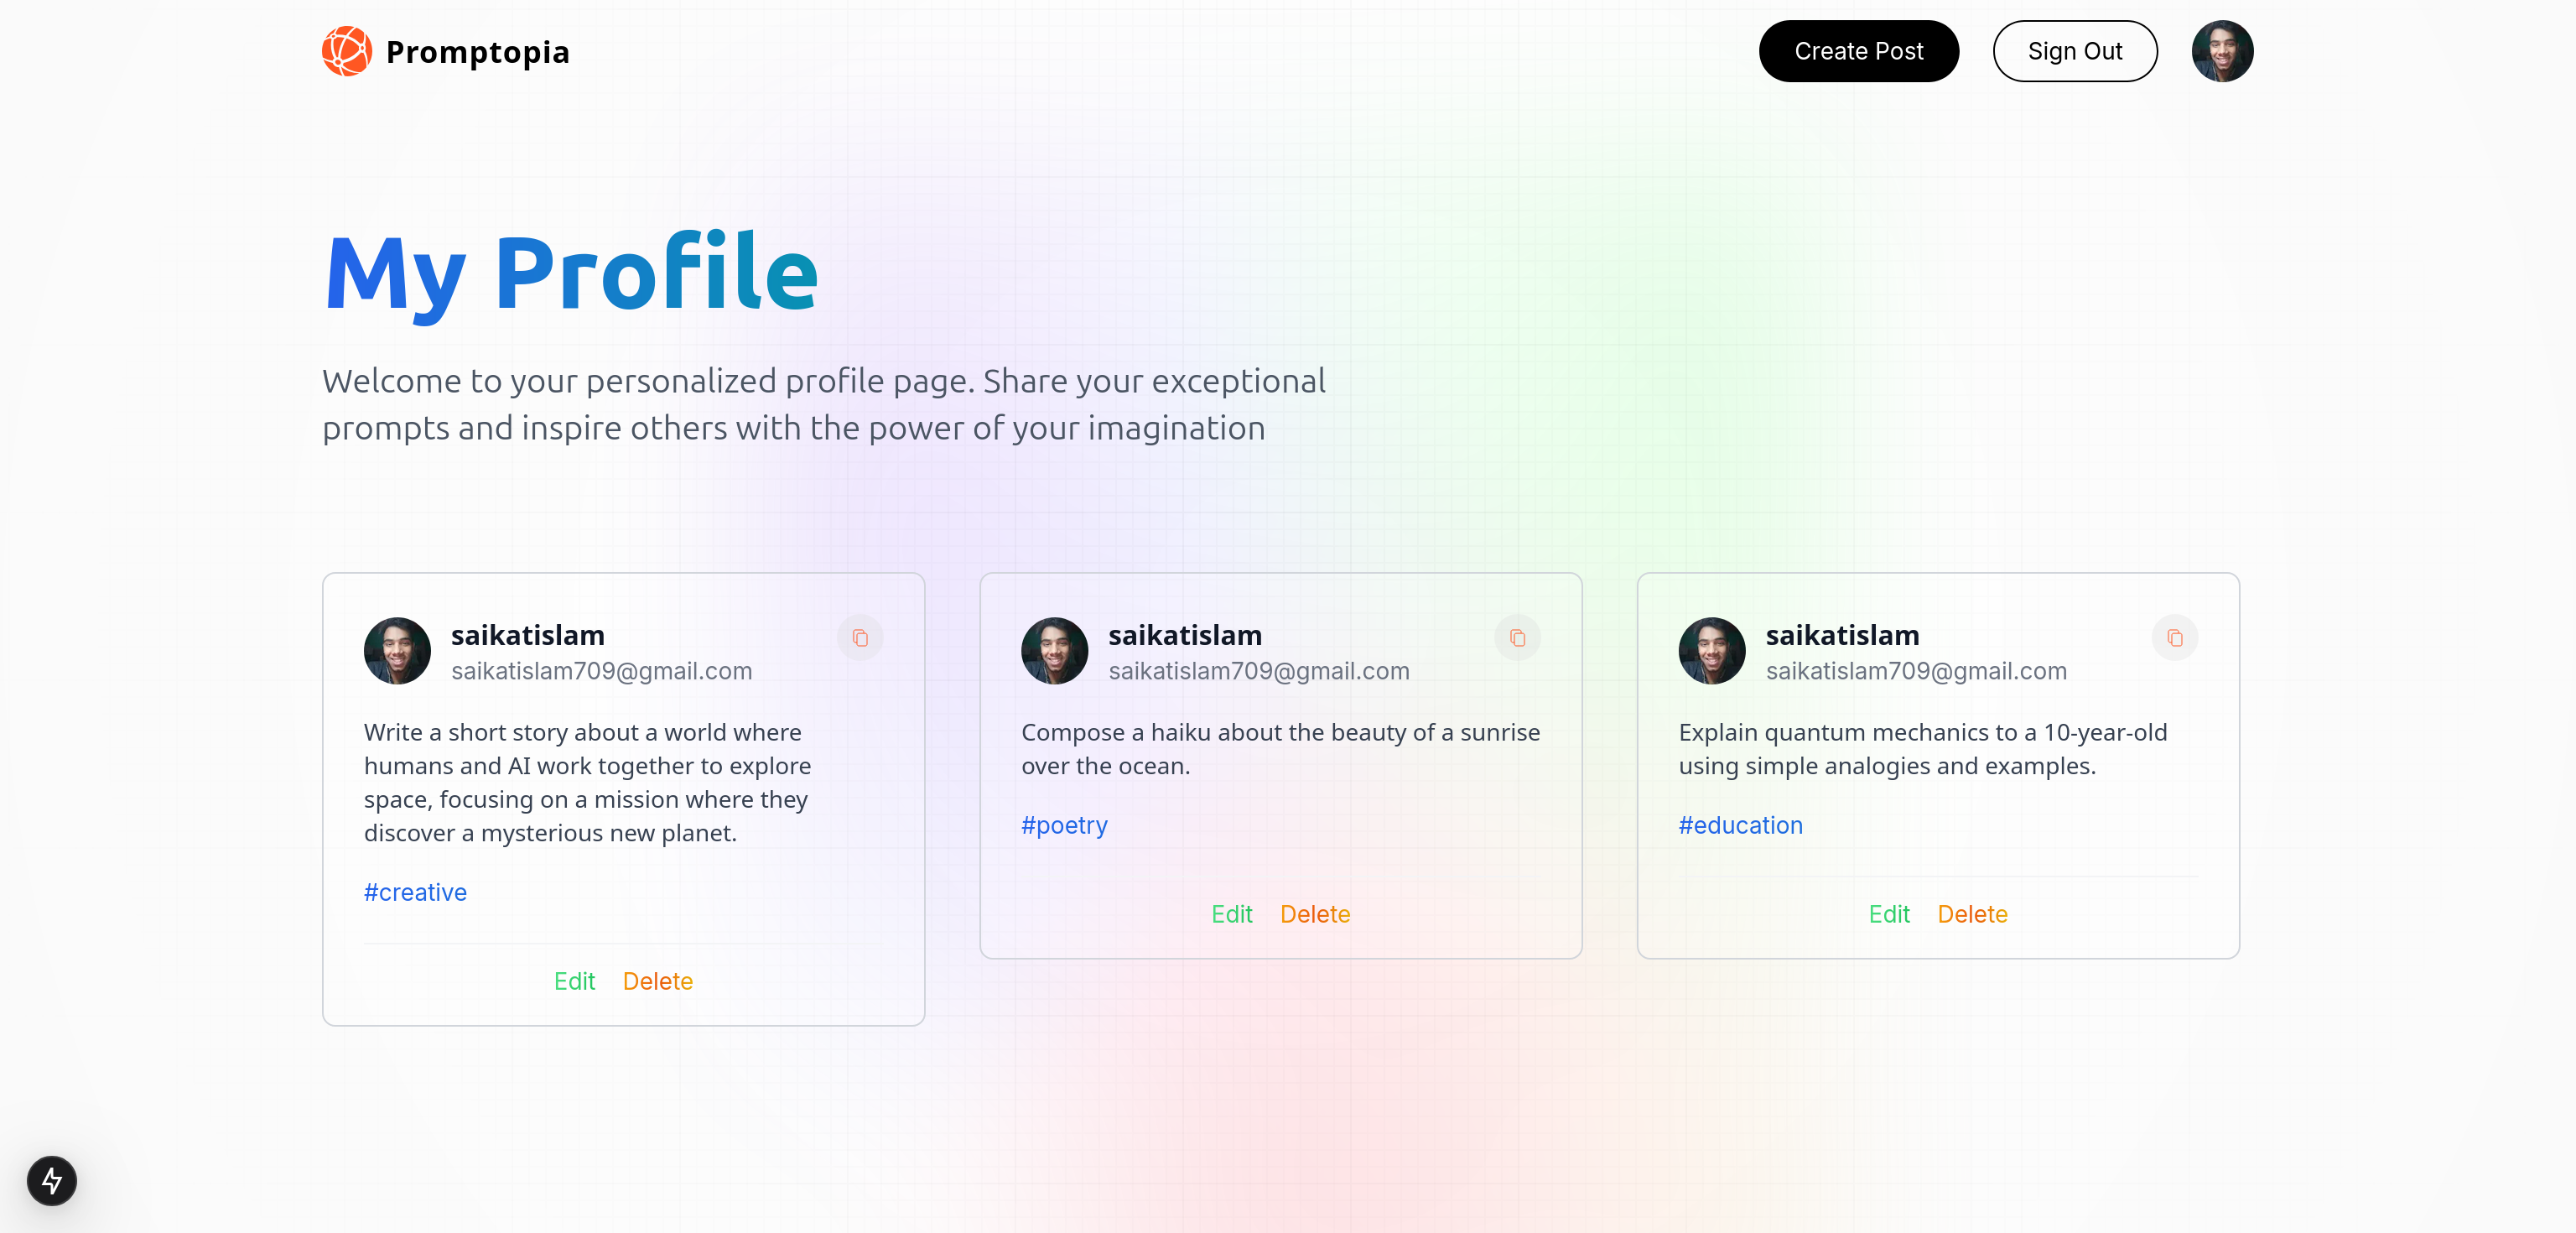 Promptopia
Create Post
Sign Out
My Profile
Welcome to your personalized profile page. Share your exceptional
prompts and inspire others with the power of your imagination
saikatislam
saikatislam709@gmail.com
Write a short story about a world where
humans and AI work together to explore
space, focusing on a mission where they
discover a mysterious new planet.
#creative
Edit Delete
saikatislam
saikatislam709@gmail.com
Compose a haiku about the beauty of a sunrise
over the ocean.
#poetry
Edit Delete
saikatislam
saikatislam709@gmail.com
Explain quantum mechanics to a 10-year-old
using simple analogies and examples.
#education
Edit Delete